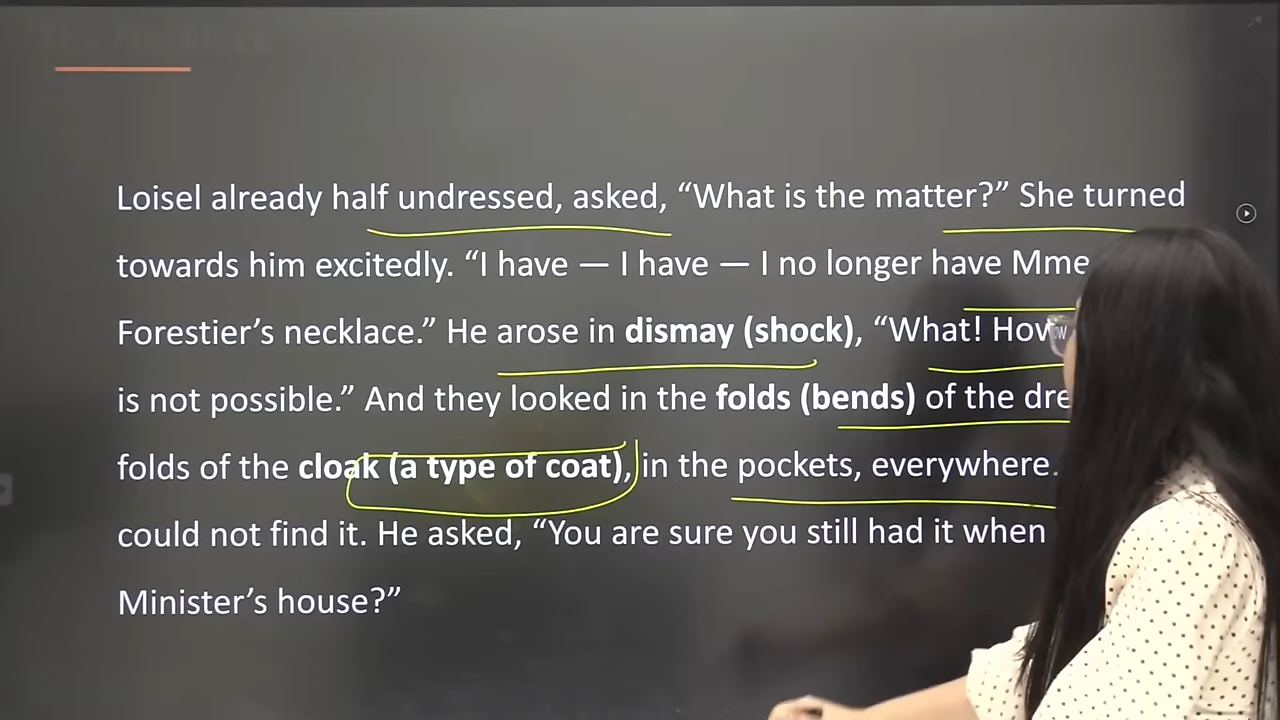 The Necklace
Loisel already half undressed, asked, “What is the matter?” She turned
towards him excitedly. “I have — I have — I no longer have Mme
Forestier’s necklace.” He arose in dismay (shock), “What! How
is not possible.” And they looked in the folds (bends) of the
folds of the cloak (a type of coat), in the pockets, everywhere.
could not find it. He asked, “You are sure you still had it when
Minister’s house?”